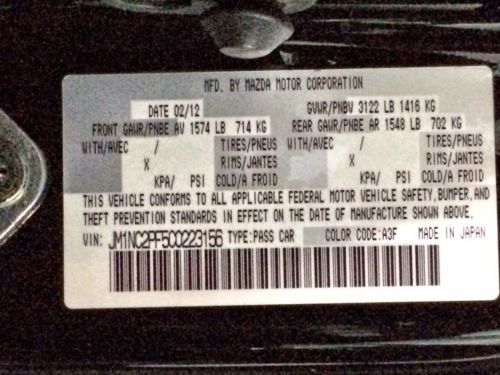 MFD. BY MAZDA MOTOR CORPORATION
DATE 02/12 GVWR/PNBV 3122 LB 1416 KG
FRONT GAWR/PNBE AV 1574 LB 714 KG REAR GAWR/PNBE AR 1548 LB 702 KG
WITH/AVEC / TIRES/PNEUS WITH/AVEC / TIRES/PNEUS
X RIMS/JANTES X RIMS/JANTES
KPA/ PSI COLD/A FROID KPA/ PSI COLD/A FROID
THIS VEHICLE CONFORMS TO ALL APPLICABLE FEDERAL MOTOR VEHICLE SAFETY, BUMPER, AND
THEFT PREVENTION STANDARDS IN EFFECT ON THE DATE OF MANUFACTURE SHOWN ABOVE.
VIN: JM1NC2PF5C0223156 TYPE:PASS CAR COLOR CODE:A3F MADE IN JAPAN